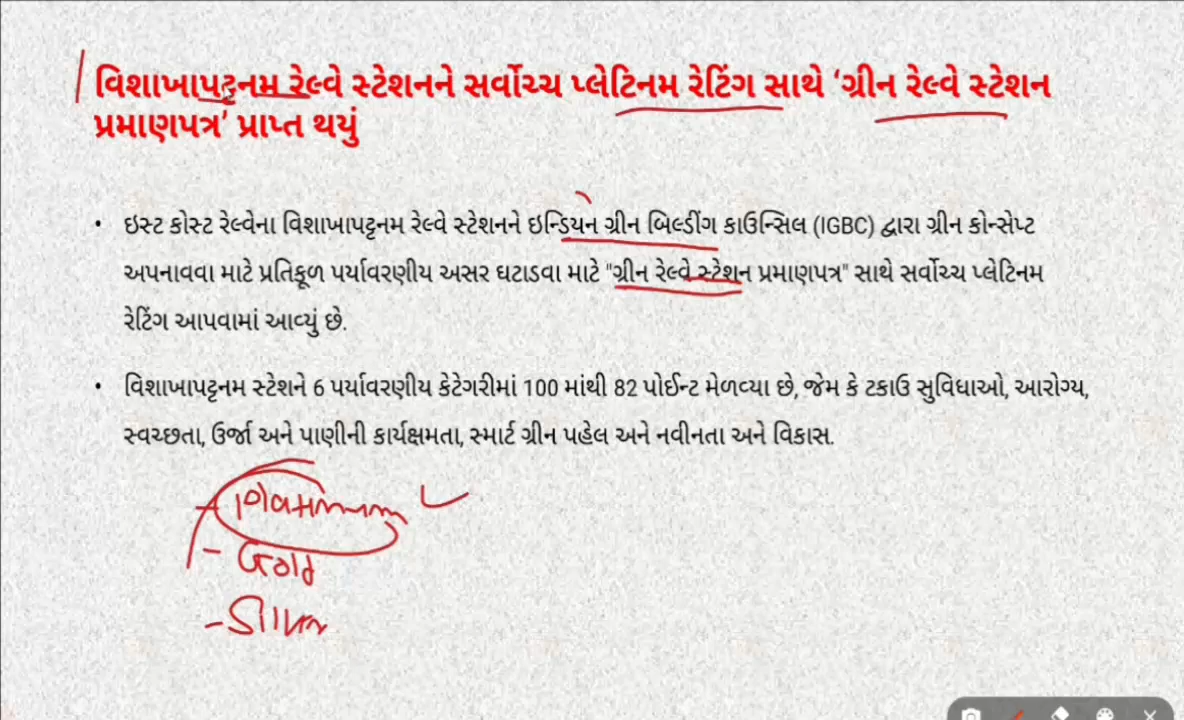 વિશાખાપટ્ટનમ રેલ્વે સ્ટેશનને સર્વોચ્ચ પ્લેટિનમ રેટિંગ સાથે ‘ગ્રીન રેલ્વે સ્ટેશન
પ્રમાણપત્ર’ પ્રાપ્ત થયું
• ઇસ્ટ કોસ્ટ રેલ્વેના વિશાખાપટ્ટનમ રેલ્વે સ્ટેશનને ઇન્ડિયન ગ્રીન બિલ્ડીંગ કાઉન્સિલ (IGBC) દ્વારા ગ્રીન કોન્સેપ્ટ
અપનાવવા માટે પ્રતિકૂળ પર્યાવરણીય અસર ઘટાડવા માટે "ગ્રીન રેલ્વે સ્ટેશન પ્રમાણપત્ર" સાથે સર્વોચ્ચ પ્લેટિનમ
રેટિંગ આપવામાં આવ્યું છે.
• વિશાખાપટ્ટનમ સ્ટેશને 6 પર્યાવરણીય કેટેગરીમાં 100 માંથી 82 પોઈન્ટ મેળવ્યા છે, જેમ કે ટકાઉ સુવિધાઓ, આરોગ્ય,
સ્વચ્છતા, ઉર્જા અને પાણીની કાર્યક્ષમતા, સ્માર્ટ ગ્રીન પહેલ અને નવીનતા અને વિકાસ.
- Platinum
- Gold
- Silver